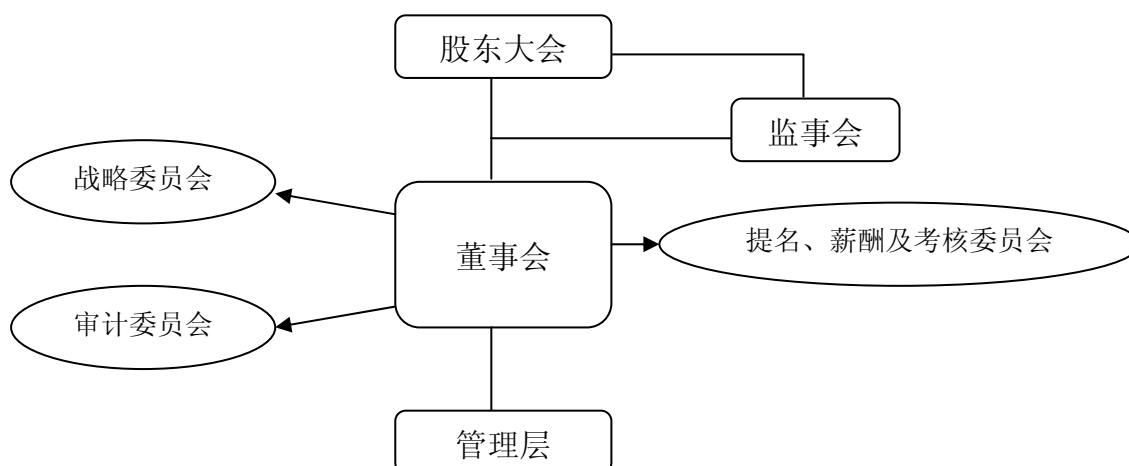 股东大会
监事会
战略委员会
董事会
提名、薪酬及考核委员会
审计委员会
管理层